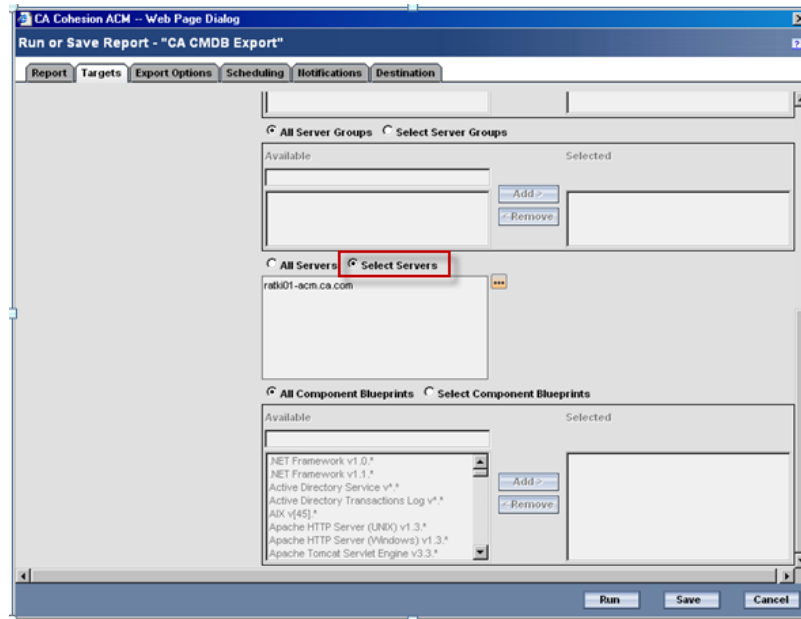 CA Cohesion ACM -- Web Page Dialog
Run or Save Report - "CA CMDB Export"
Report Targets Export Options Scheduling Notifications Destination
All Server Groups Select Server Groups
Available Selected
Add >
< Remove
All Servers Select Servers
ratki01-acm.ca.com
...
All Component Blueprints Select Component Blueprints
Available Selected
.NET Framework v1.0.*
.NET Framework v1.1.*
Active Directory Service v*.*
Active Directory Transactions Log v*.*
AIX v[45].*
Apache HTTP Server (UNIX) v1.3.*
Apache HTTP Server (Windows) v1.3.*
Apache Tomcat Servlet Engine v3.3.*
Add >
< Remove
Run Save Cancel